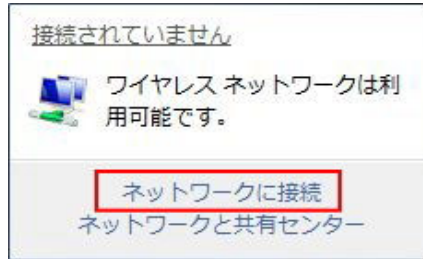 接続されていません
ワイヤレス ネットワークは利
用可能です。
ネットワークに接続
ネットワークと共有センター